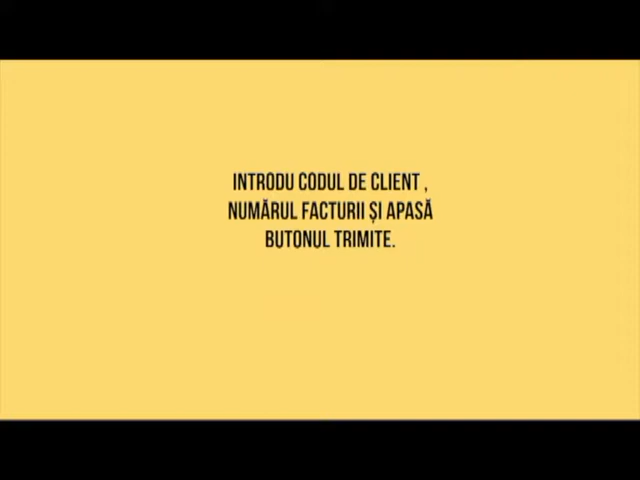 INTRODU CODUL DE CLIENT ,
NUMĂRUL FACTURII ȘI APASĂ
BUTONUL TRIMITE.